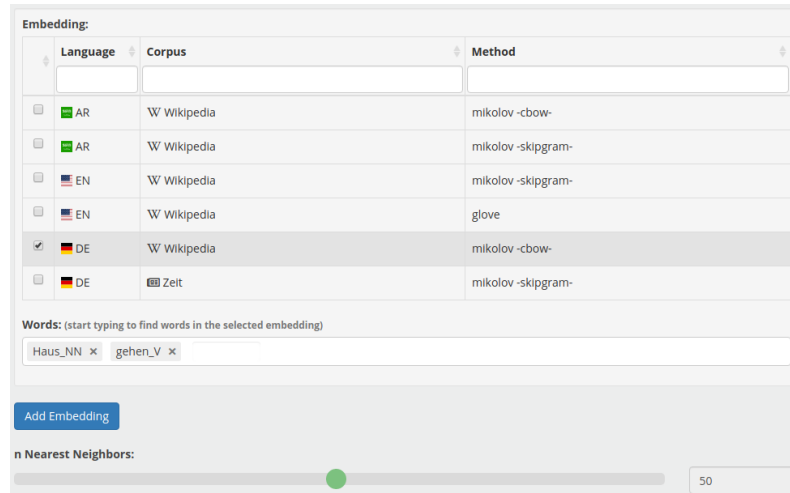 Embedding:
Language Corpus Method
AR W Wikipedia mikolov -cbow-
AR W Wikipedia mikolov -skipgram-
EN W Wikipedia mikolov -skipgram-
EN W Wikipedia glove
DE W Wikipedia mikolov -cbow-
DE Zeit mikolov -skipgram-
Words: (start typing to find words in the selected embedding)
Haus_NN × gehen_V ×
Add Embedding
n Nearest Neighbors:
50